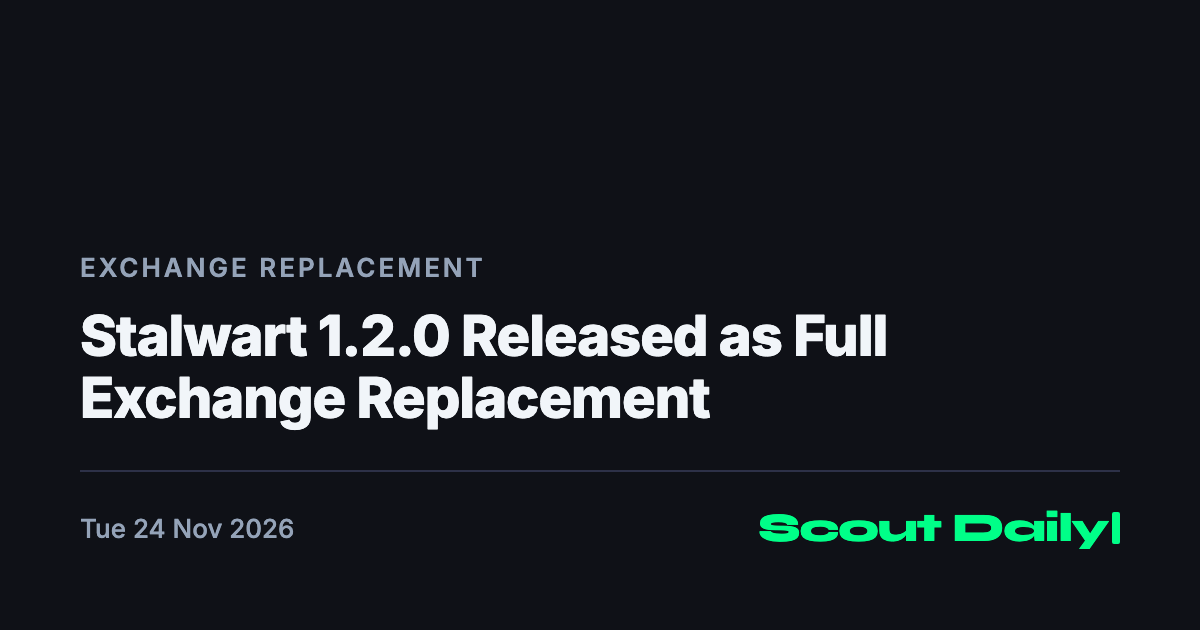 EXCHANGE REPLACEMENT
Stalwart 1.2.0 Released as Full
Exchange Replacement
Tue 24 Nov 2026
Scout Daily